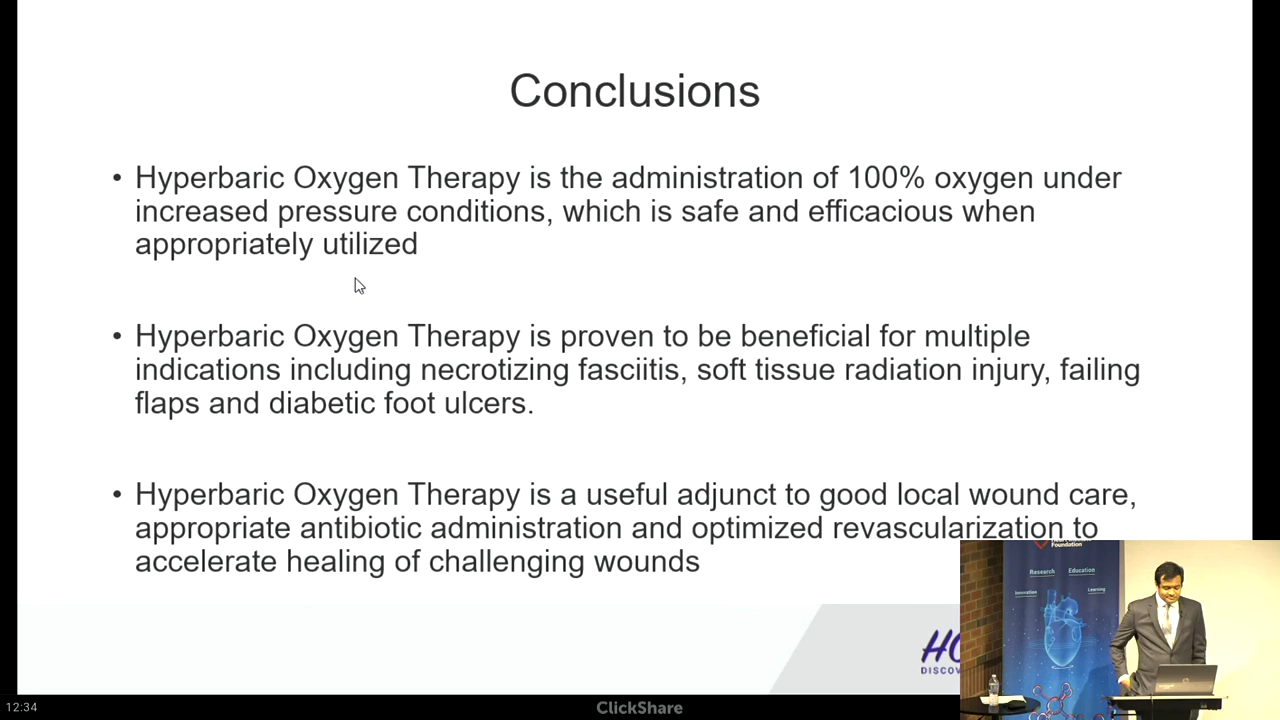 Conclusions
• Hyperbaric Oxygen Therapy is the administration of 100% oxygen under
increased pressure conditions, which is safe and efficacious when
appropriately utilized
• Hyperbaric Oxygen Therapy is proven to be beneficial for multiple
indications including necrotizing fasciitis, soft tissue radiation injury, failing
flaps and diabetic foot ulcers.
• Hyperbaric Oxygen Therapy is a useful adjunct to good local wound care,
appropriate antibiotic administration and optimized revascularization to
accelerate healing of challenging wounds
Foundation
Research Education
Innovation Learning
12:34
ClickShare